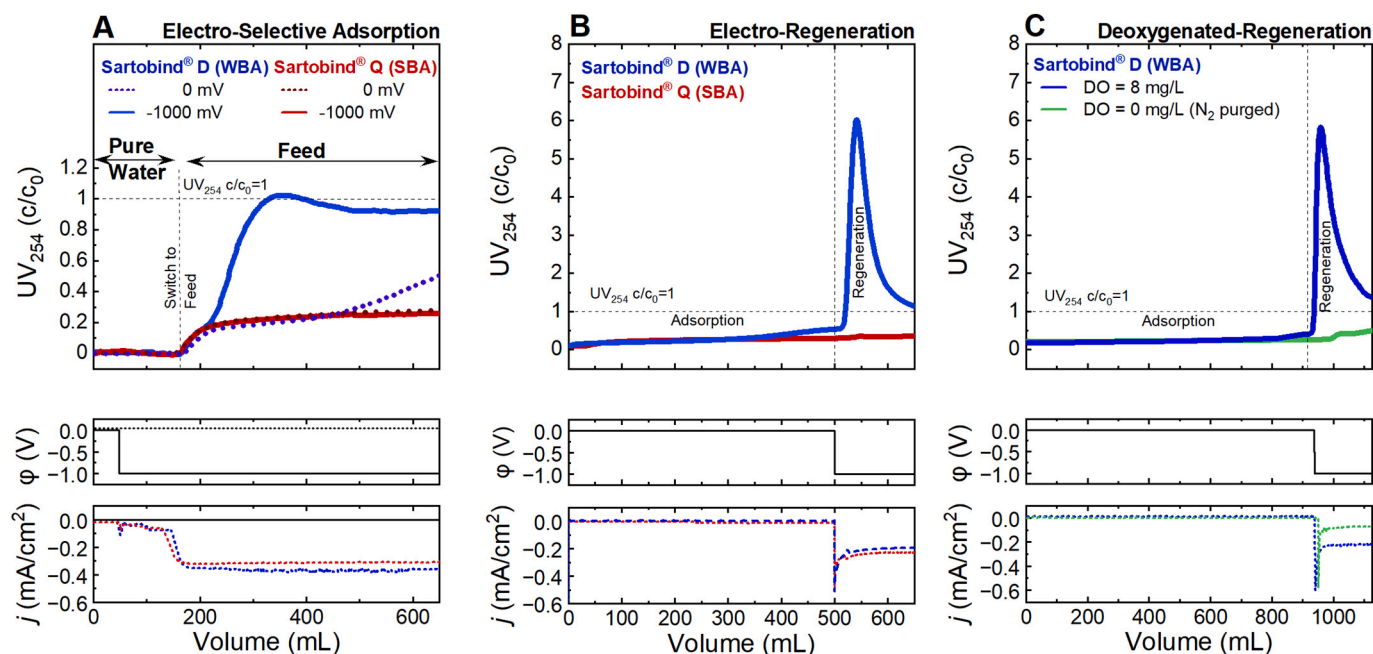 A
Electro-Selective Adsorption
Sartobind® D (WBA) Sartobind® Q (SBA)
0 mV 0 mV
-1000 mV -1000 mV
Pure Water
Feed
UV254 c/c0=1
Switch to Feed
UV254 (c/c0)
1.2
1
0.8
0.6
0.4
0.2
0
φ (V)
0.0
−0.5
−1.0
j (mA/cm2)
0.0
−0.2
−0.4
−0.6
0 200 400 600
Volume (mL)
B
Electro-Regeneration
Sartobind® D (WBA)
Sartobind® Q (SBA)
UV254 (c/c0)
8
7
6
5
4
3
2
1
0
UV254 c/c0=1
Adsorption
Regeneration
φ (V)
0.0
−0.5
−1.0
j (mA/cm2)
0.0
−0.2
−0.4
−0.6
0 100 200 300 400 500 600
Volume (mL)
C
Deoxygenated-Regeneration
Sartobind® D (WBA)
DO = 8 mg/L
DO = 0 mg/L (N2 purged)
UV254 (c/c0)
8
7
6
5
4
3
2
1
0
UV254 c/c0=1
Adsorption
Regeneration
φ (V)
0.0
−0.5
−1.0
j (mA/cm2)
0.0
−0.2
−0.4
−0.6
0 200 400 600 800 1000
Volume (mL)